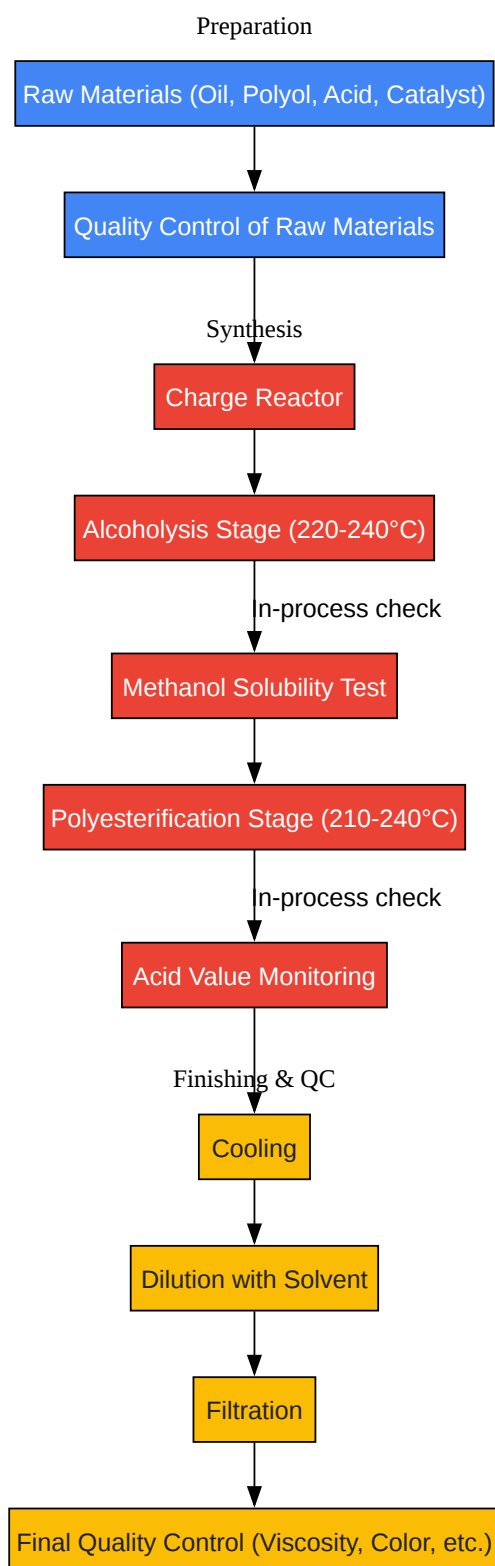 Preparation
Raw Materials (Oil, Polyol, Acid, Catalyst)
Quality Control of Raw Materials
Synthesis
Charge Reactor
Alcoholysis Stage (220-240°C)
In-process check
Methanol Solubility Test
Polyesterification Stage (210-240°C)
In-process check
Acid Value Monitoring
Finishing & QC
Cooling
Dilution with Solvent
Filtration
Final Quality Control (Viscosity, Color, etc.)